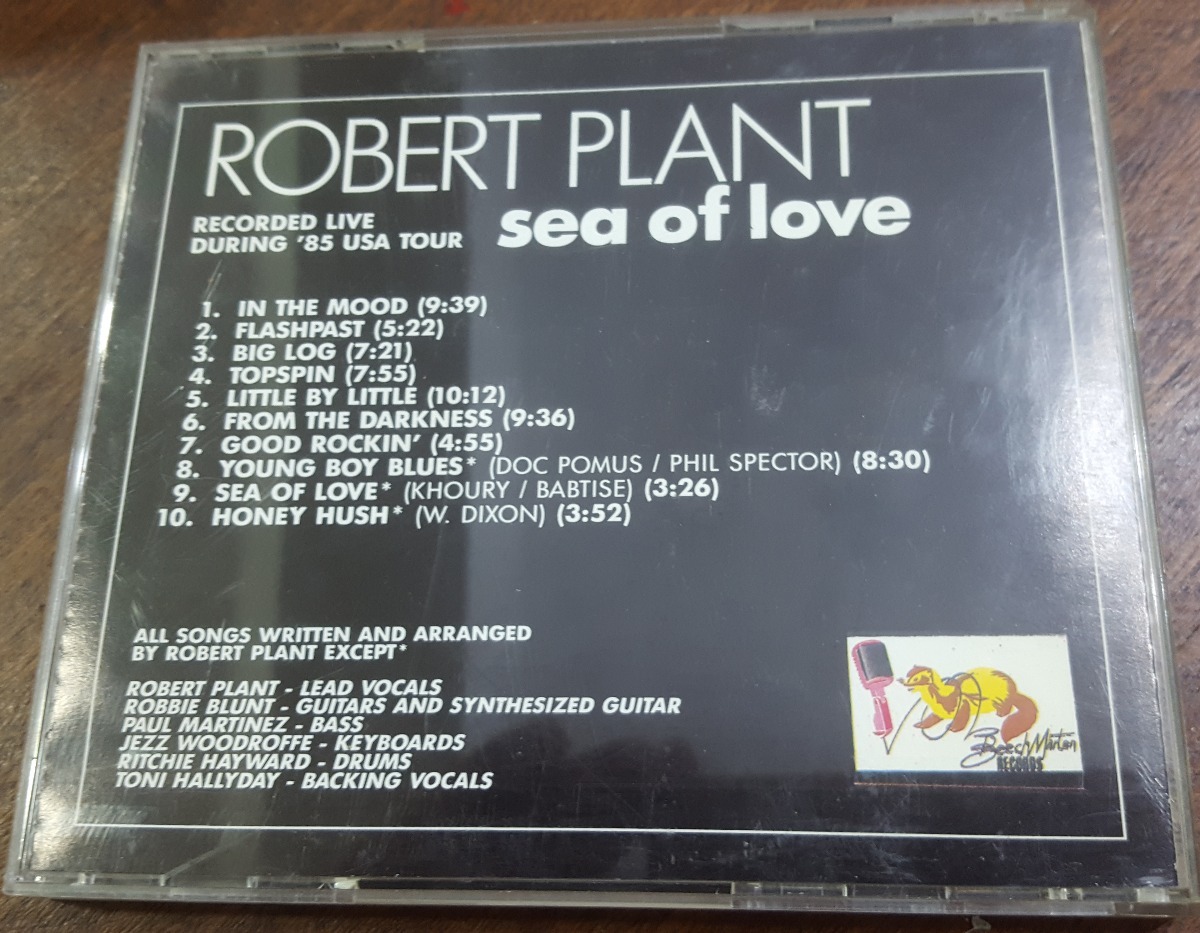 ROBERT PLANT
RECORDED LIVE
DURING '85 USA TOUR
sea of love
1. IN THE MOOD (9:39)
2. FLASHPAST (5:22)
3. BIG LOG (7:21)
4. TOPSPIN (7:55)
5. LITTLE BY LITTLE (10:12)
6. FROM THE DARKNESS (9:36)
7. GOOD ROCKIN' (4:55)
8. YOUNG BOY BLUES* (DOC POMUS / PHIL SPECTOR) (8:30)
9. SEA OF LOVE* (KHOURY / BABTISE) (3:26)
10. HONEY HUSH* (W. DIXON) (3:52)
ALL SONGS WRITTEN AND ARRANGED
BY ROBERT PLANT EXCEPT*
ROBERT PLANT - LEAD VOCALS
ROBBIE BLUNT - GUITARS AND SYNTHESIZED GUITAR
PAUL MARTINEZ - BASS
JEZZ WOODROFFE - KEYBOARDS
RITCHIE HAYWARD - DRUMS
TONI HALLYDAY - BACKING VOCALS
Beech Marten
RECORDS